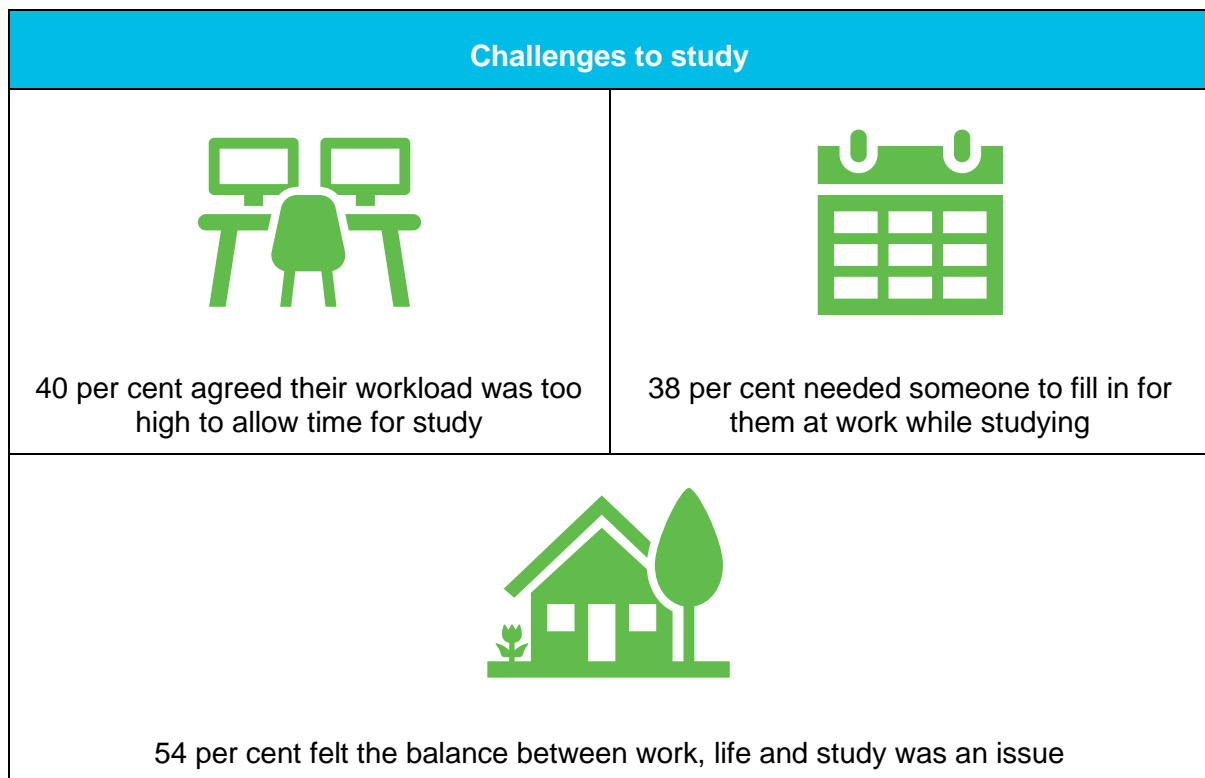 Challenges to study
40 per cent agreed their workload was too
high to allow time for study
38 per cent needed someone to fill in for
them at work while studying
54 per cent felt the balance between work, life and study was an issue